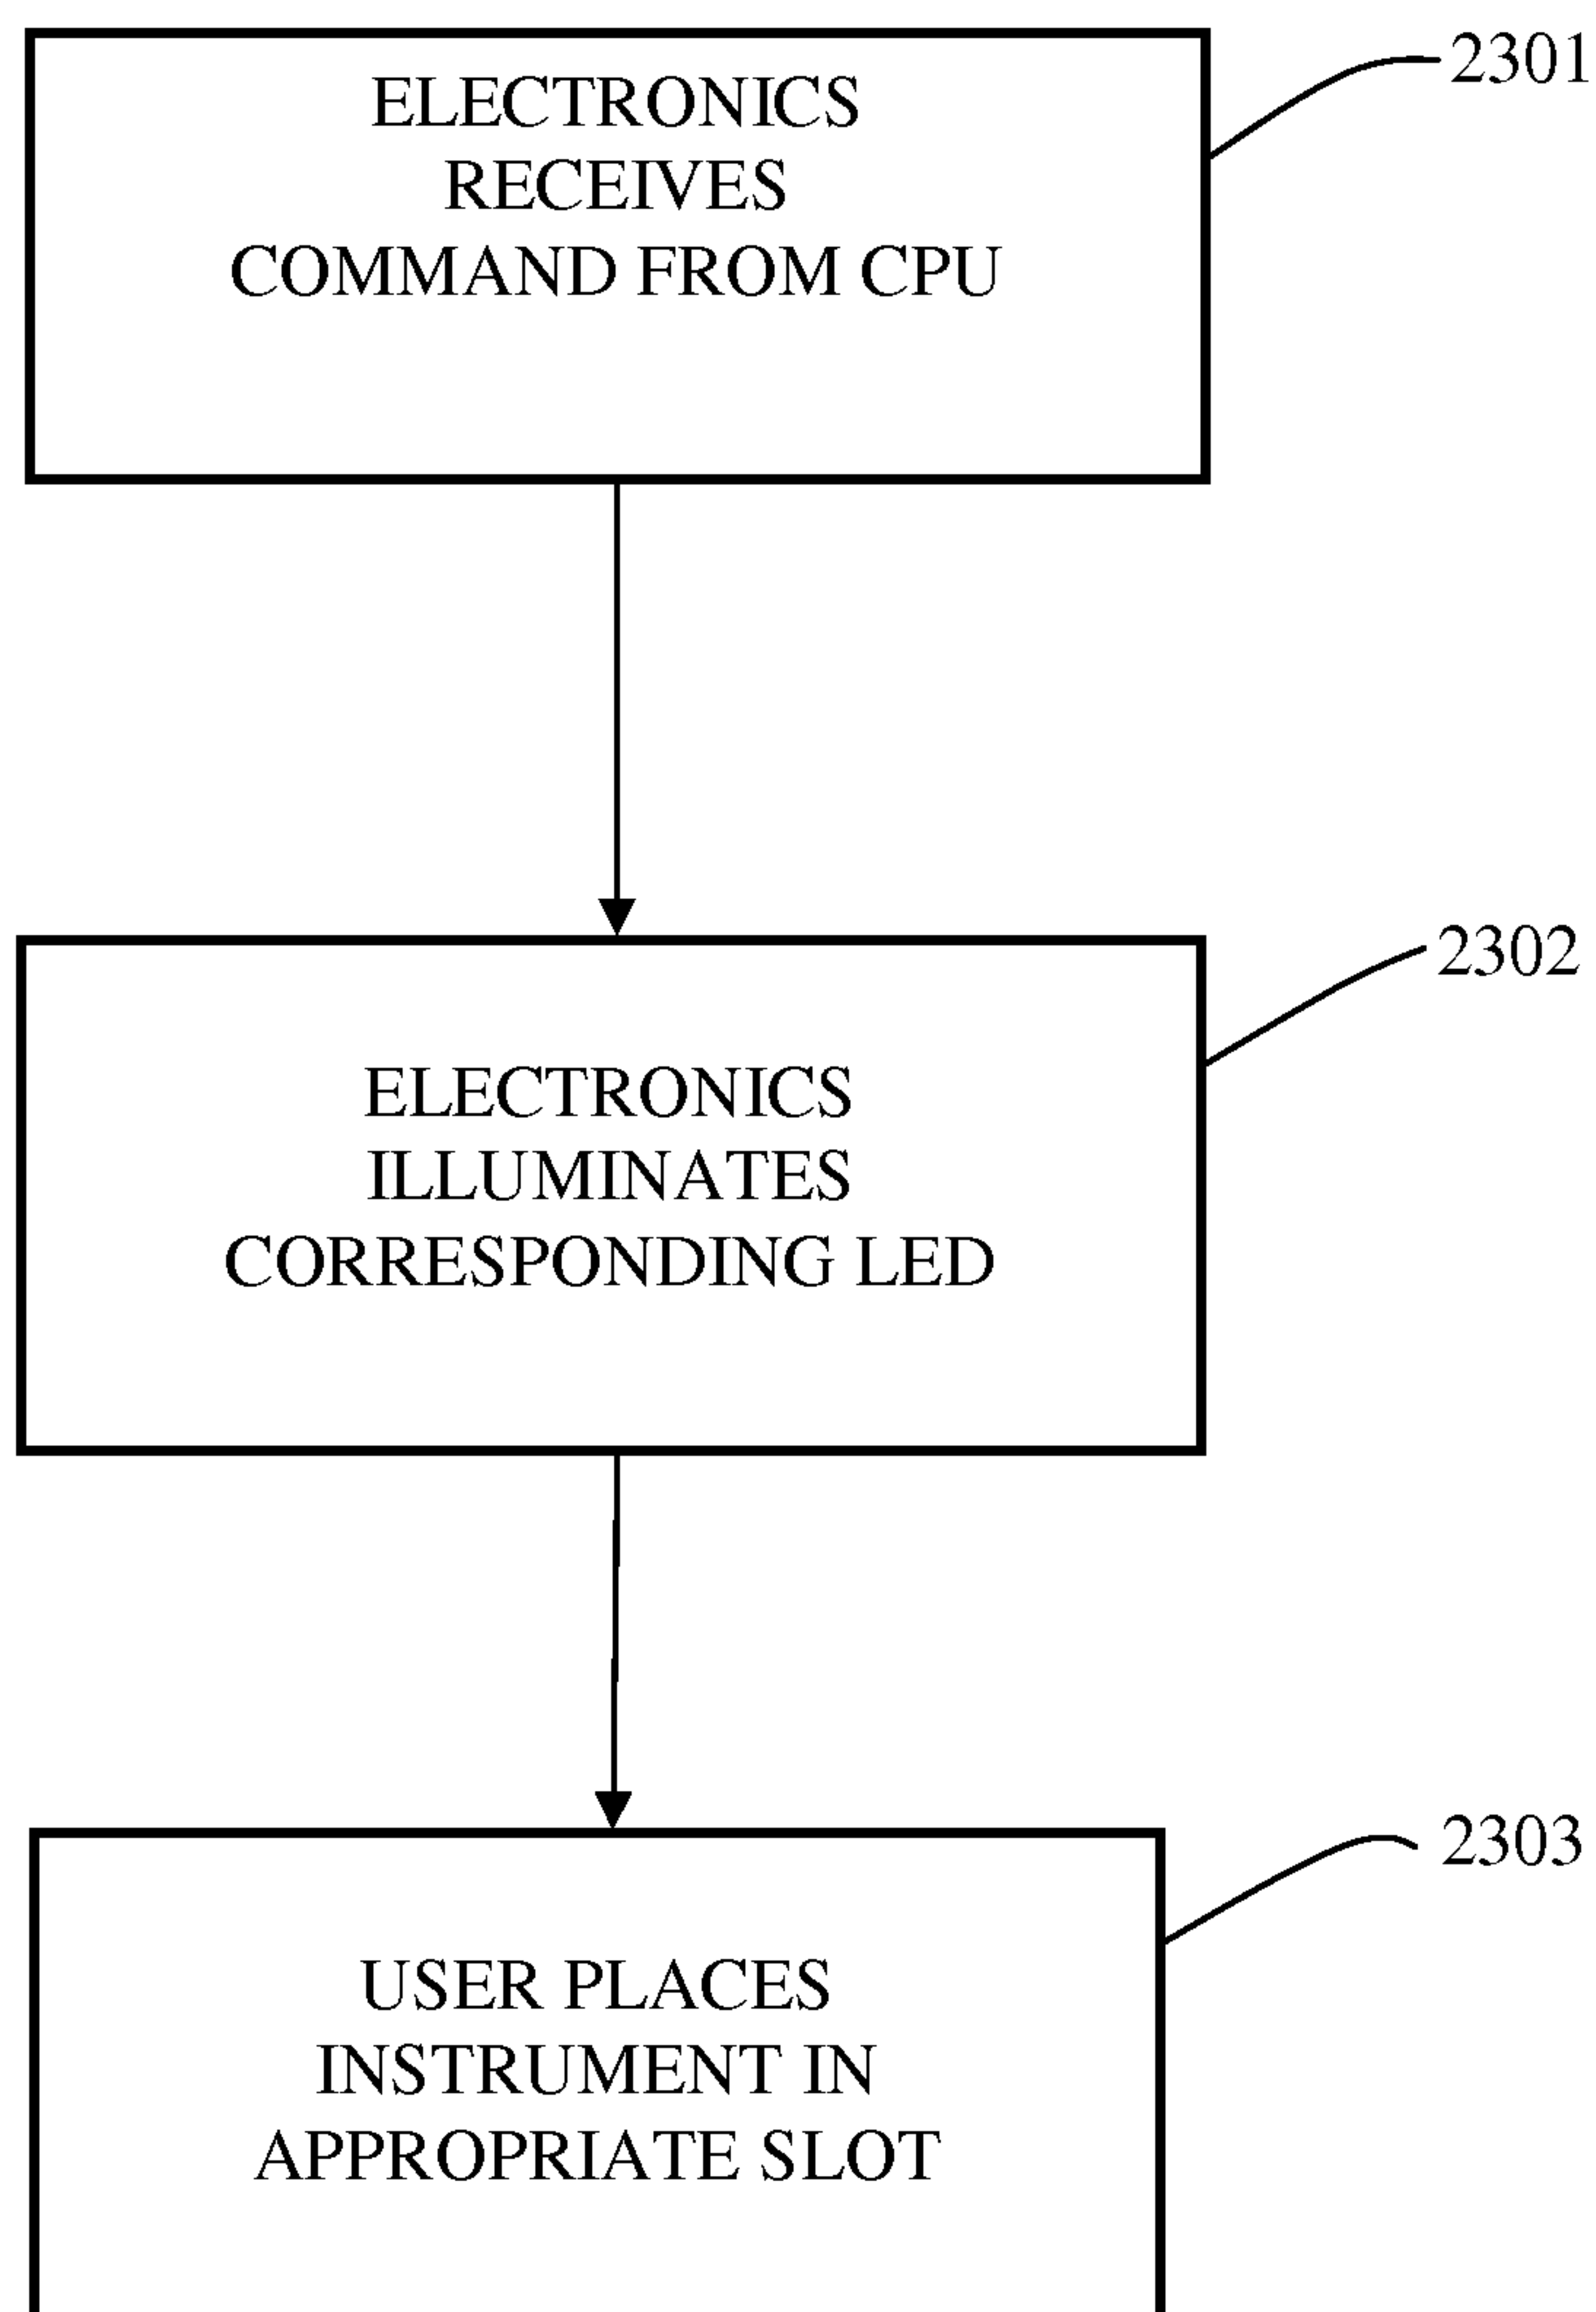 ELECTRONICS
RECEIVES
COMMAND FROM CPU
2301
ELECTRONICS
ILLUMINATES
CORRESPONDING LED
2302
USER PLACES
INSTRUMENT IN
APPROPRIATE SLOT
2303